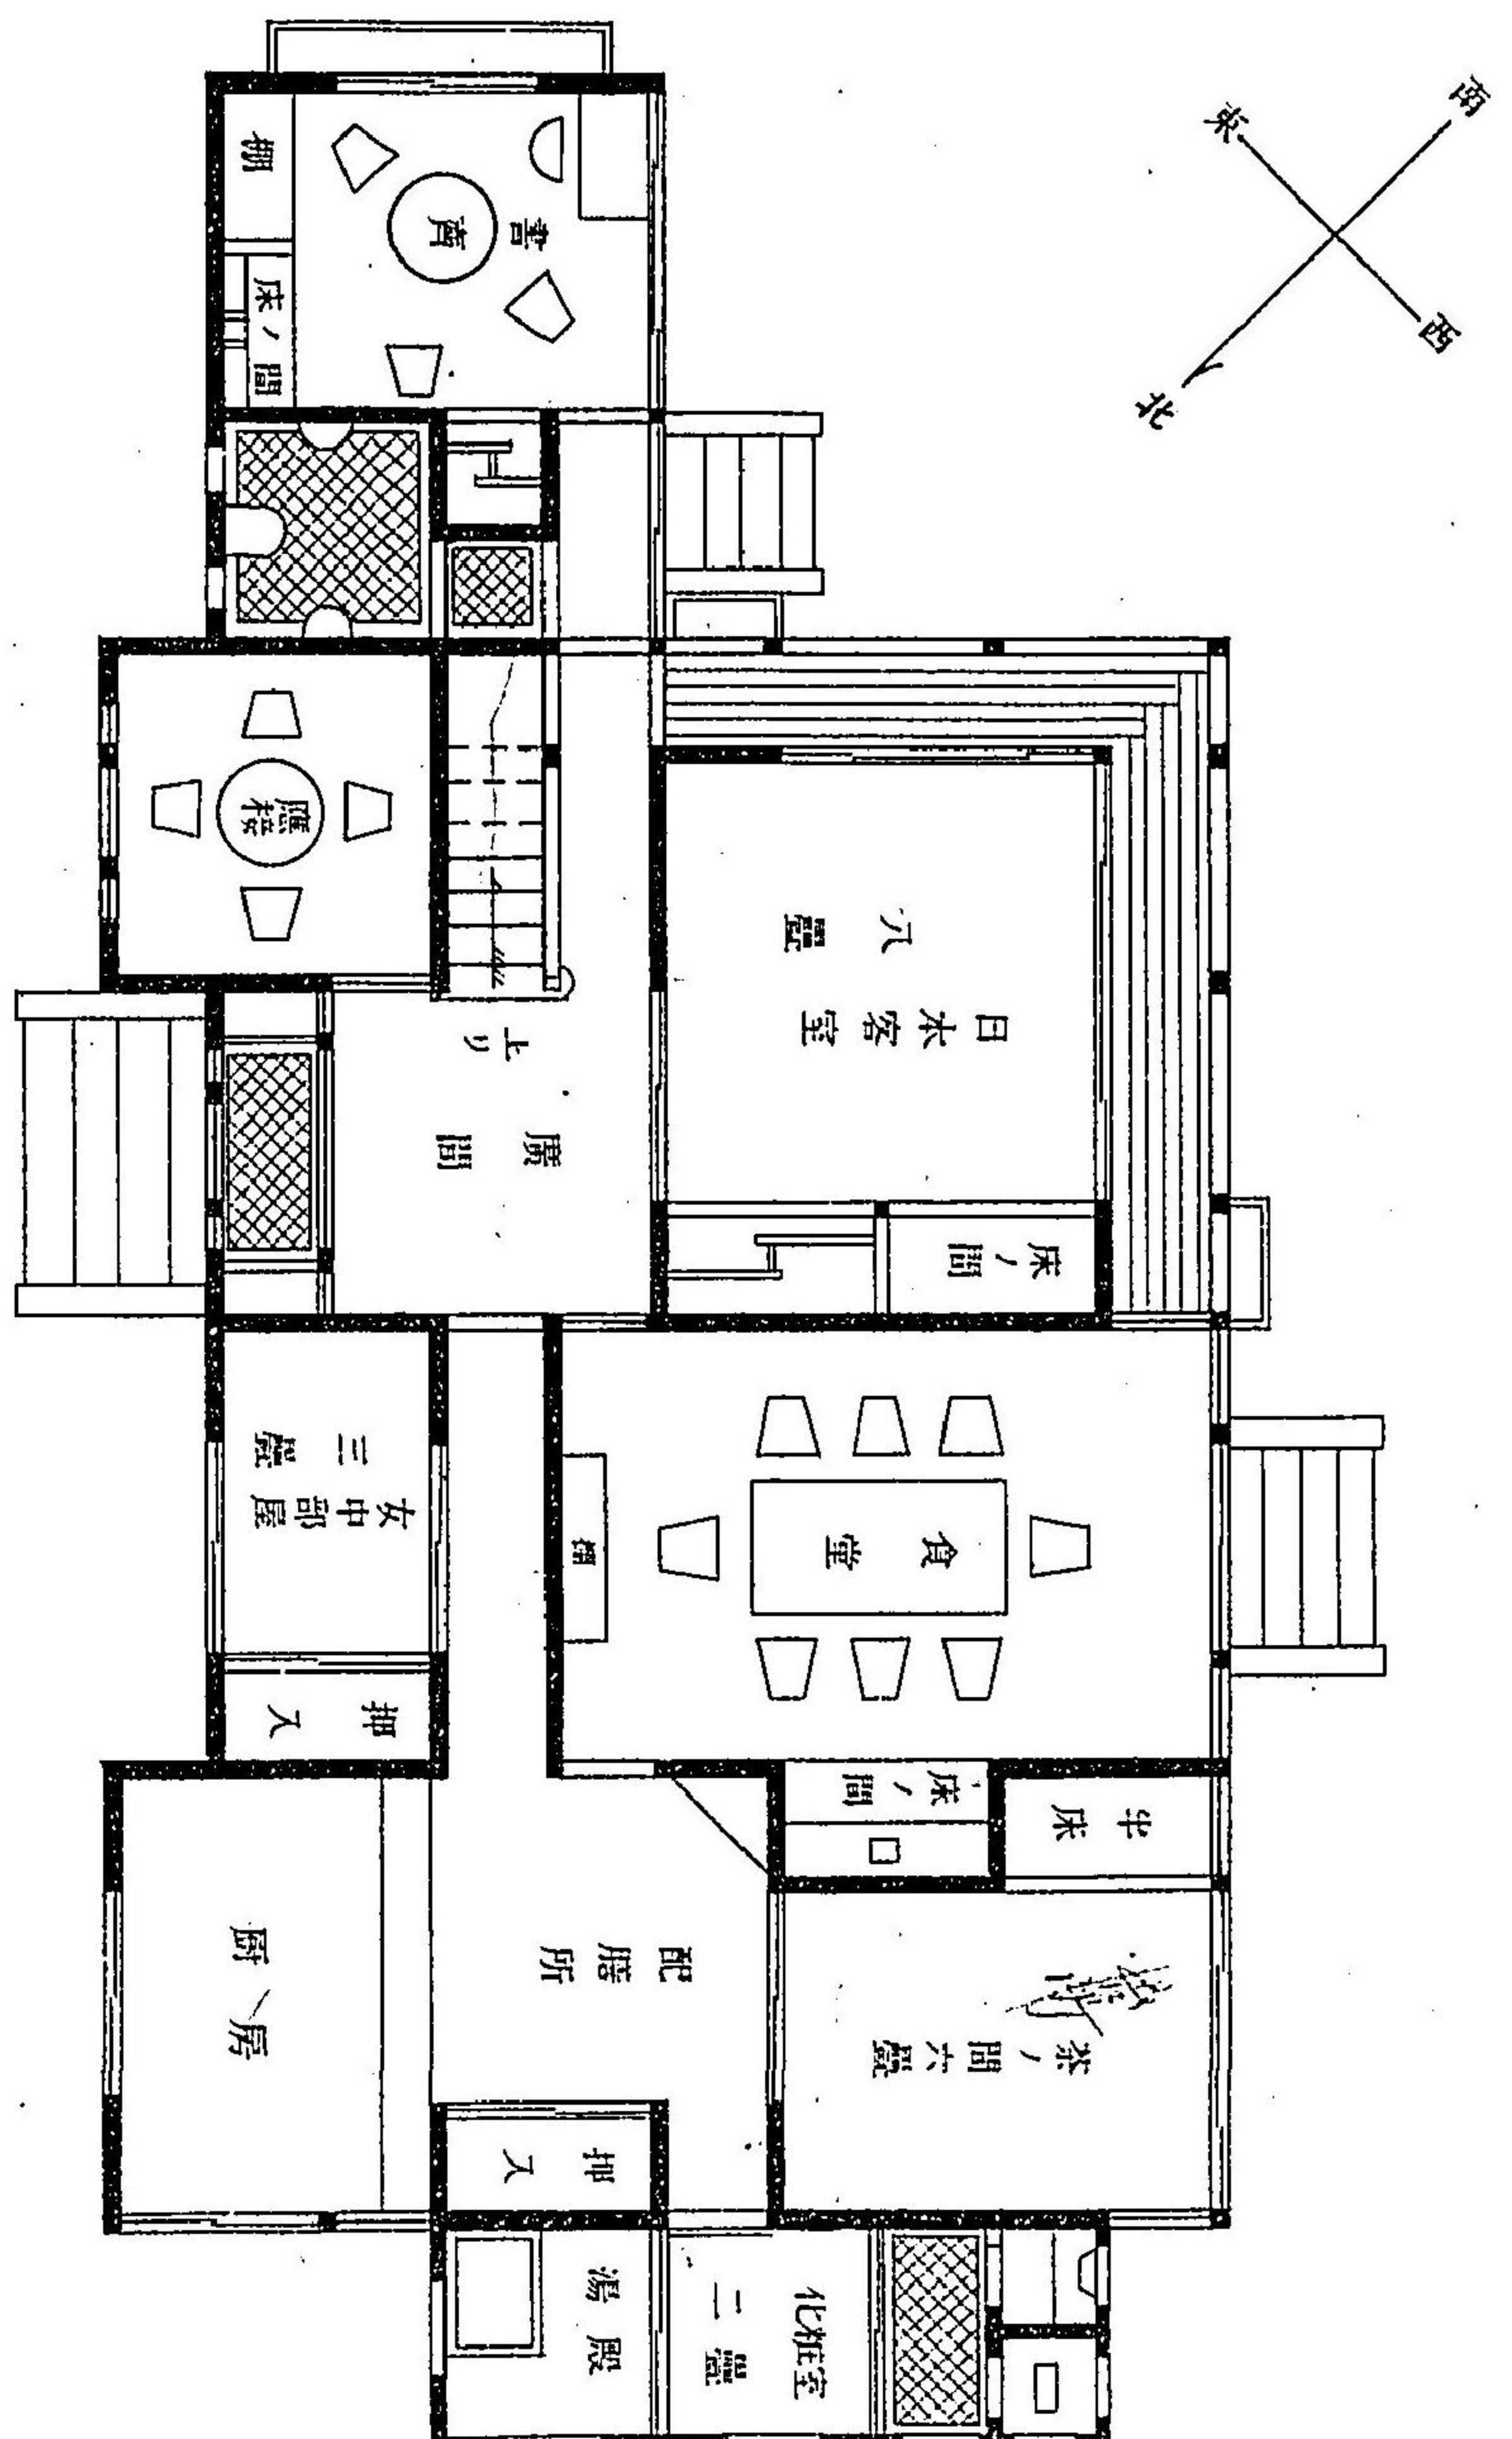 南
東
西
北
棚
書斎
床ノ間
應接
八疊
日本客室
上リ
廣間
床ノ間
三疊
女中部屋
押入
食堂
棚
床ノ間
半床
厨房
配膳所
茶ノ間六疊
押入
湯殿
化粧室
二疊